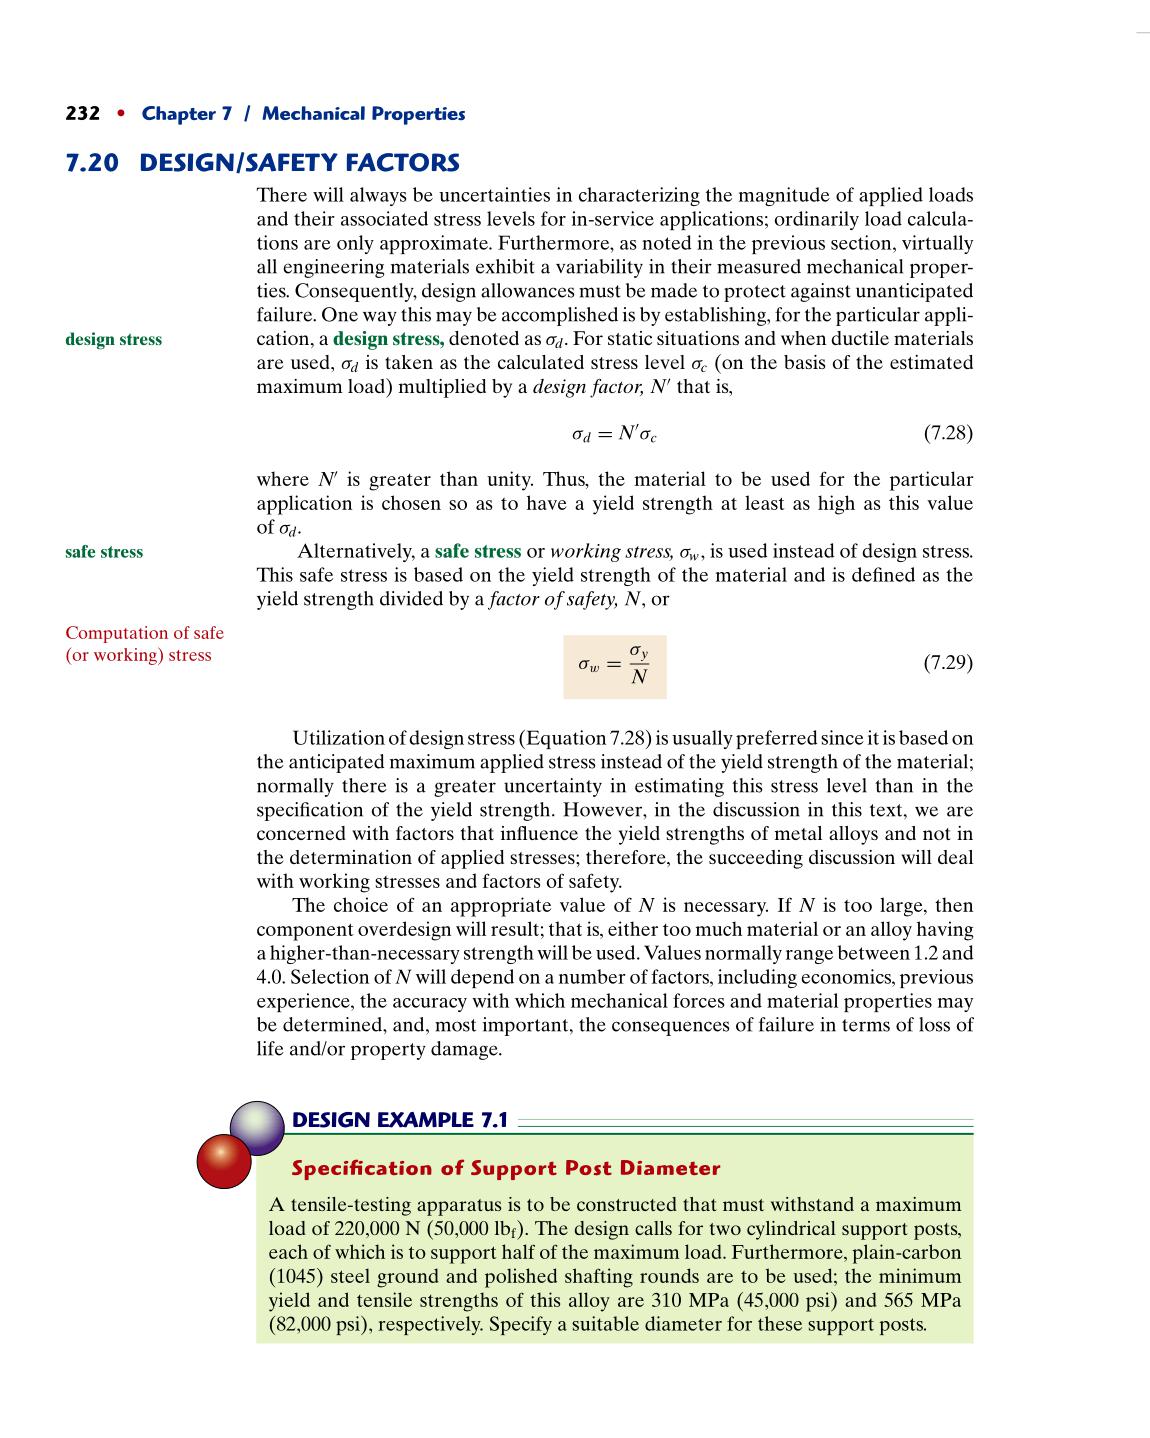 232 • Chapter 7 / Mechanical Properties
7.20 DESIGN/SAFETY FACTORS
There will always be uncertainties in characterizing the magnitude of applied loads
and their associated stress levels for in-service applications; ordinarily load calcula-
tions are only approximate. Furthermore, as noted in the previous section, virtually
all engineering materials exhibit a variability in their measured mechanical proper-
ties. Consequently, design allowances must be made to protect against unanticipated
failure. One way this may be accomplished is by establishing, for the particular appli-
design stress
cation, a design stress, denoted as σd. For static situations and when ductile materials
are used, σd is taken as the calculated stress level σc (on the basis of the estimated
maximum load) multiplied by a design factor, N′ that is,
σd = N′σc (7.28)
where N′ is greater than unity. Thus, the material to be used for the particular
application is chosen so as to have a yield strength at least as high as this value
of σd.
safe stress
Alternatively, a safe stress or working stress, σw, is used instead of design stress.
This safe stress is based on the yield strength of the material and is defined as the
yield strength divided by a factor of safety, N, or
Computation of safe
(or working) stress
σw = σy/N (7.29)
Utilization of design stress (Equation 7.28) is usually preferred since it is based on
the anticipated maximum applied stress instead of the yield strength of the material;
normally there is a greater uncertainty in estimating this stress level than in the
specification of the yield strength. However, in the discussion in this text, we are
concerned with factors that influence the yield strengths of metal alloys and not in
the determination of applied stresses; therefore, the succeeding discussion will deal
with working stresses and factors of safety.
The choice of an appropriate value of N is necessary. If N is too large, then
component overdesign will result; that is, either too much material or an alloy having
a higher-than-necessary strength will be used. Values normally range between 1.2 and
4.0. Selection of N will depend on a number of factors, including economics, previous
experience, the accuracy with which mechanical forces and material properties may
be determined, and, most important, the consequences of failure in terms of loss of
life and/or property damage.
DESIGN EXAMPLE 7.1
Specification of Support Post Diameter
A tensile-testing apparatus is to be constructed that must withstand a maximum
load of 220,000 N (50,000 lbf). The design calls for two cylindrical support posts,
each of which is to support half of the maximum load. Furthermore, plain-carbon
(1045) steel ground and polished shafting rounds are to be used; the minimum
yield and tensile strengths of this alloy are 310 MPa (45,000 psi) and 565 MPa
(82,000 psi), respectively. Specify a suitable diameter for these support posts.